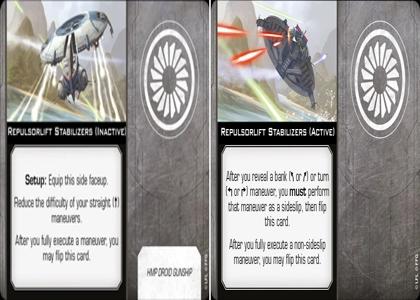 REPULSORLIFT STABILIZERS (INACTIVE)
Setup: Equip this side faceup.
Reduce the difficulty of your straight (⬆)
maneuvers.
After you fully execute a maneuver, you
may flip this card.
HMP DROID GUNSHIP
REPULSORLIFT STABILIZERS (ACTIVE)
After you reveal a bank (↖ or ↗) or turn
(↰ or ↱) maneuver, you must perform
that maneuver as a sideslip, then flip
this card.
After you fully execute a non-sideslip
maneuver, you may flip this card.
©LFL ©FFG